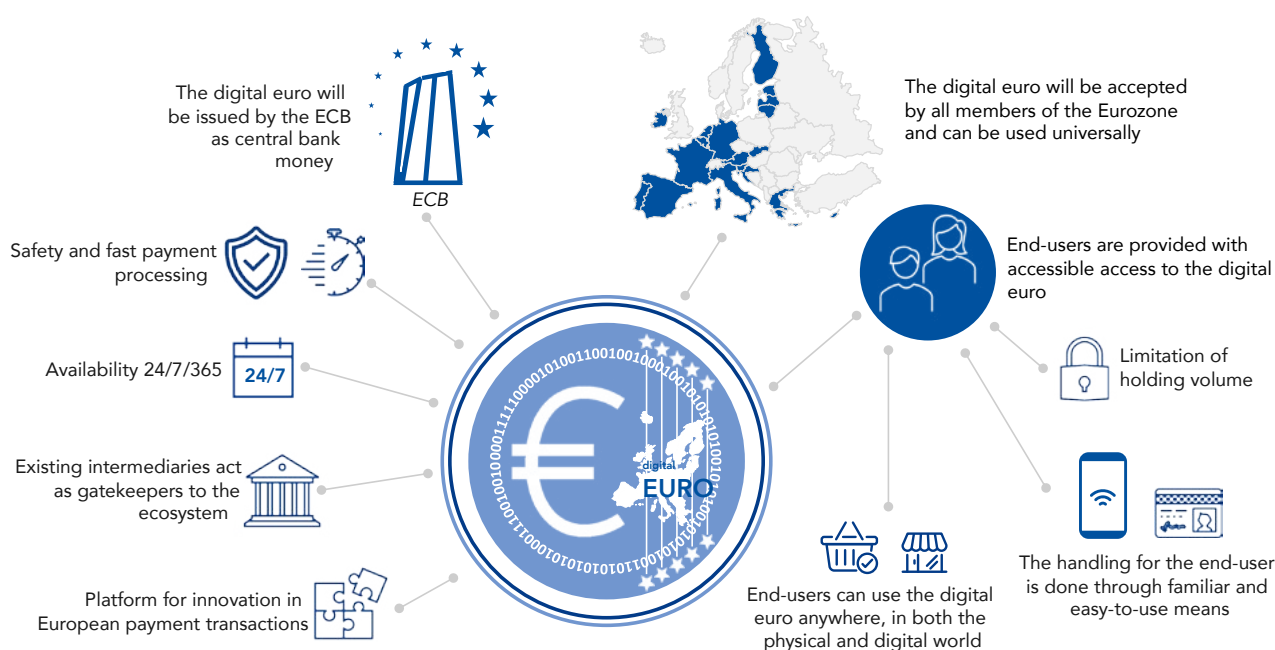 The digital euro will
be issued by the ECB
as central bank
money
ECB
The digital euro will be accepted
by all members of the Eurozone
and can be used universally
Safety and fast payment
processing
End-users are provided with
accessible access to the digital
euro
Availability 24/7/365
24/7
Limitation of
holding volume
Existing intermediaries act
as gatekeepers to the
ecosystem
€
digital
EURO
Platform for innovation in
European payment transactions
End-users can use the digital
euro anywhere, in both the
physical and digital world
The handling for the end-user
is done through familiar and
easy-to-use means